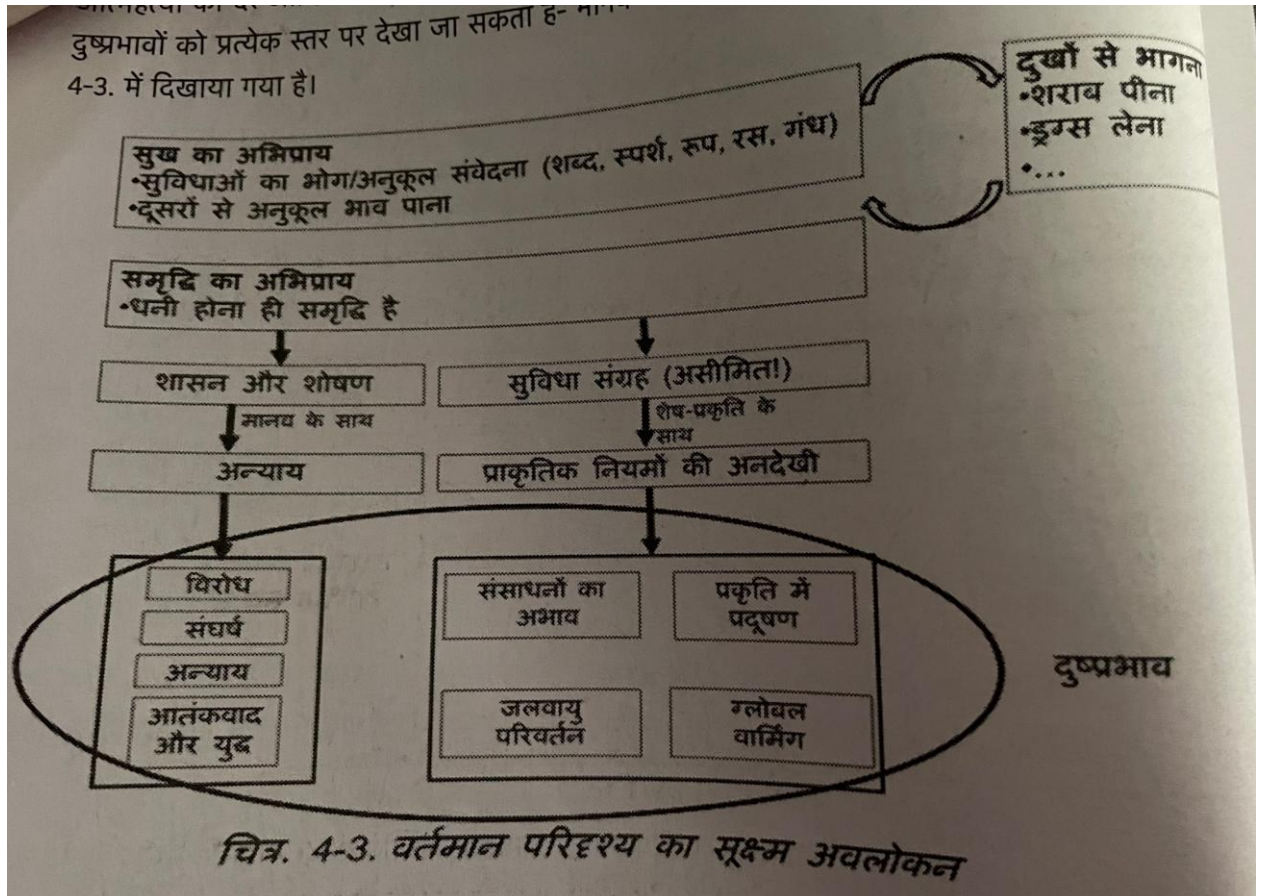 दुष्प्रभावों को प्रत्येक स्तर पर देखा जा सकता है-
4-3. में दिखाया गया है।
दुखों से भागना
•शराब पीना
•ड्रग्स लेना
•...
सुख का अभिप्राय
•सुविधाओं का भोग/अनुकूल संवेदना (शब्द, स्पर्श, रूप, रस, गंध)
•दूसरों से अनुकूल भाव पाना
समृद्धि का अभिप्राय
•धनी होना ही समृद्धि है
शासन और शोषण
सुविधा संग्रह (असीमित!)
मानव के साथ
शेष-प्रकृति के
साथ
अन्याय
प्राकृतिक नियमों की अनदेखी
विरोध
संघर्ष
अन्याय
आतंकवाद
और युद्ध
संसाधनों का
अभाव
प्रकृति में
पदूषण
जलवायु
परिवर्तन
ग्लोबल
वार्मिंग
दुष्प्रभाव
चित्र. 4-3. वर्तमान परिदृश्य का सूक्ष्म अवलोकन